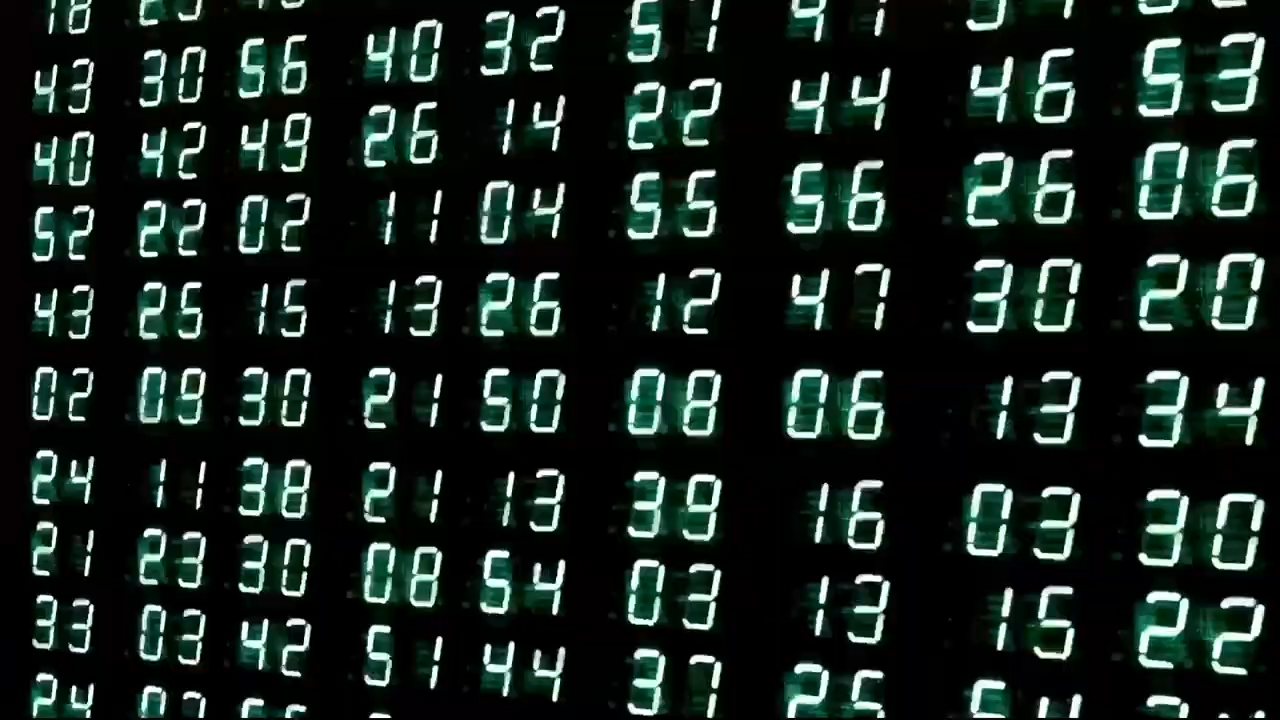 43 30 56 40 32 57
40 42 49 26 14 22 44 46 53
52 22 02 11 04 55 56 26 06
43 25 15 13 26 12 47 30 20
02 09 30 21 50 08 06 13 34
24 11 38 21 13 39 16 03 30
21 23 30 08 54 03 13 15 22
33 03 42 51 44 37 25
24